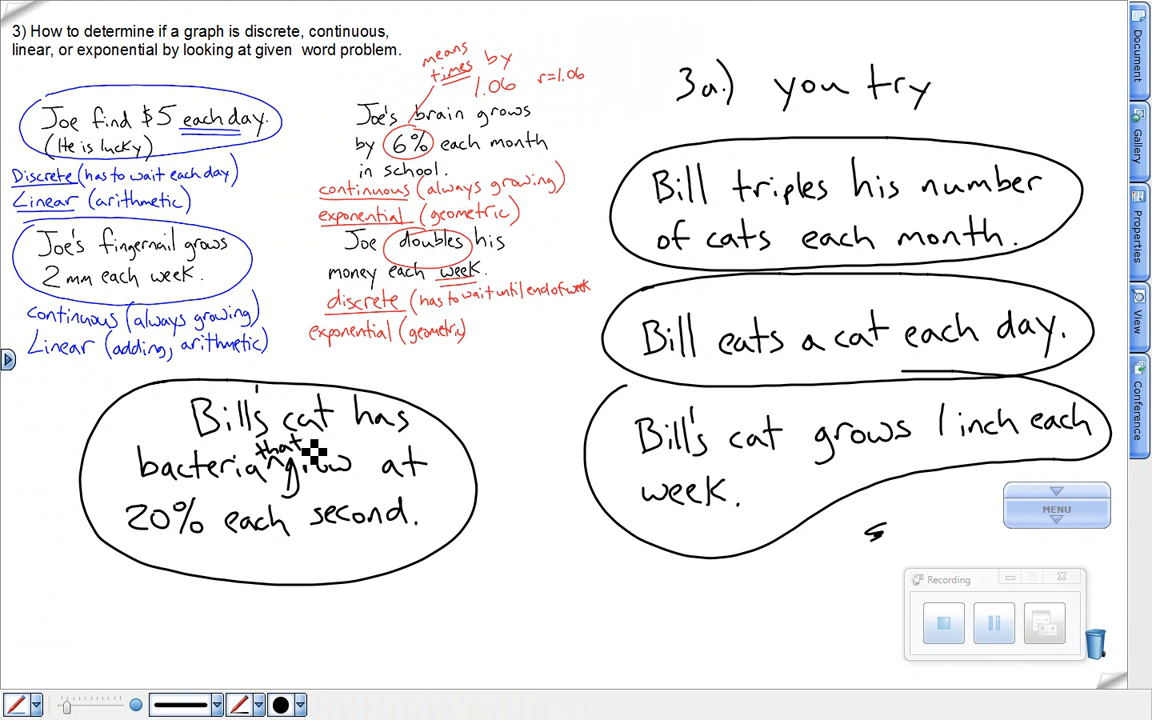 3) How to determine if a graph is discrete, continuous,
linear, or exponential by looking at given word problem.
Joe find $5 each day.
(He is lucky)
Discrete (has to wait each day)
Linear (arithmetic)
Joe's fingernail grows
2 mm each week.
continuous (always growing)
Linear (adding, arithmetic)
means
times by
1.06 r=1.06
Joe's brain grows
by 6% each month
in school.
continuous (always growing)
exponential (geometric)
Joe doubles his
money each week.
discrete (has to wait until end of week
exponential (geometric)
3a.) you try
Bill triples his number
of cats each month.
Bill eats a cat each day.
Bill's cat grows 1 inch each
week.
Bill's cat has
that
bacteria grow at
20% each second.
Document
Gallery
Properties
View
Conference
MENU
Recording